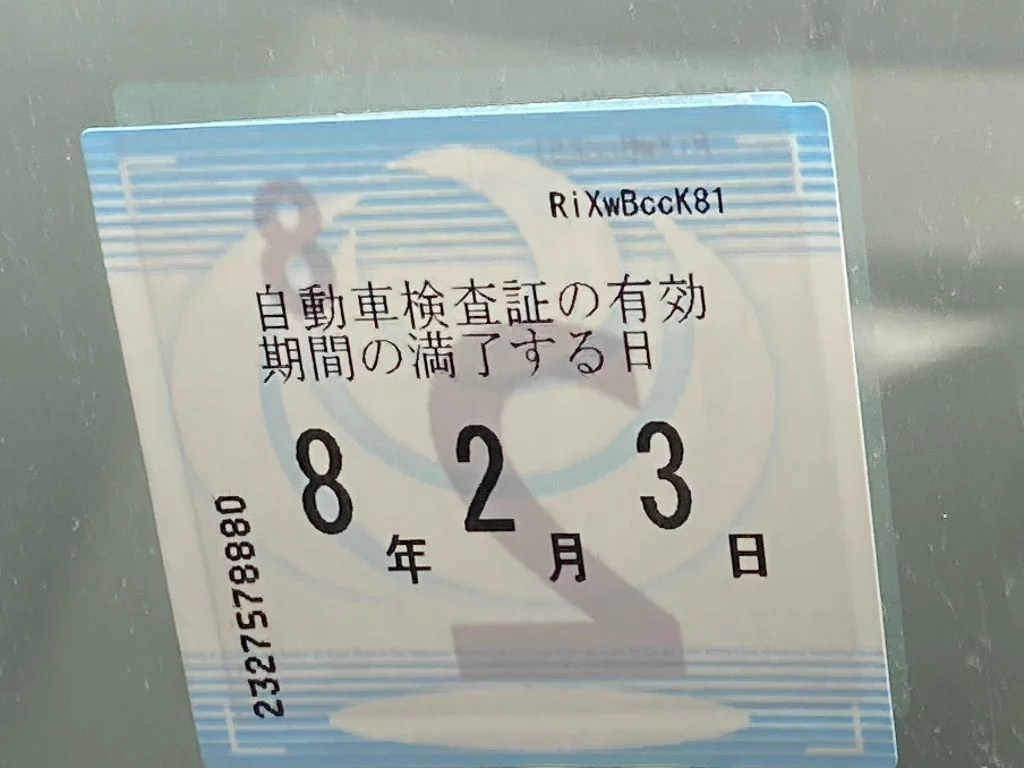 RiXwBccK81
自動車検査証の有効
期間の満了する日
8年 2月 3日
2327578880